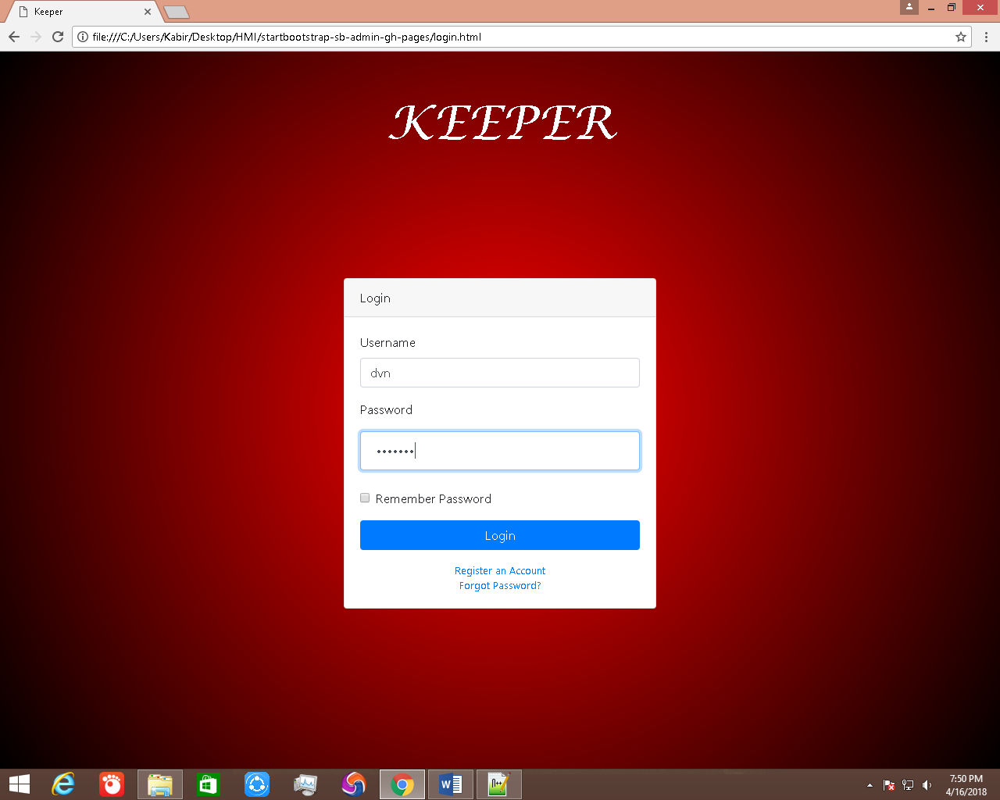 Keeper
file:///C:/Users/Kabir/Desktop/HMI/startbootstrap-sb-admin-gh-pages/login.html
KEEPER
Login
Username
dvn
Password
•••••••
Remember Password
Login
Register an Account
Forgot Password?
7:50 PM
4/16/2018